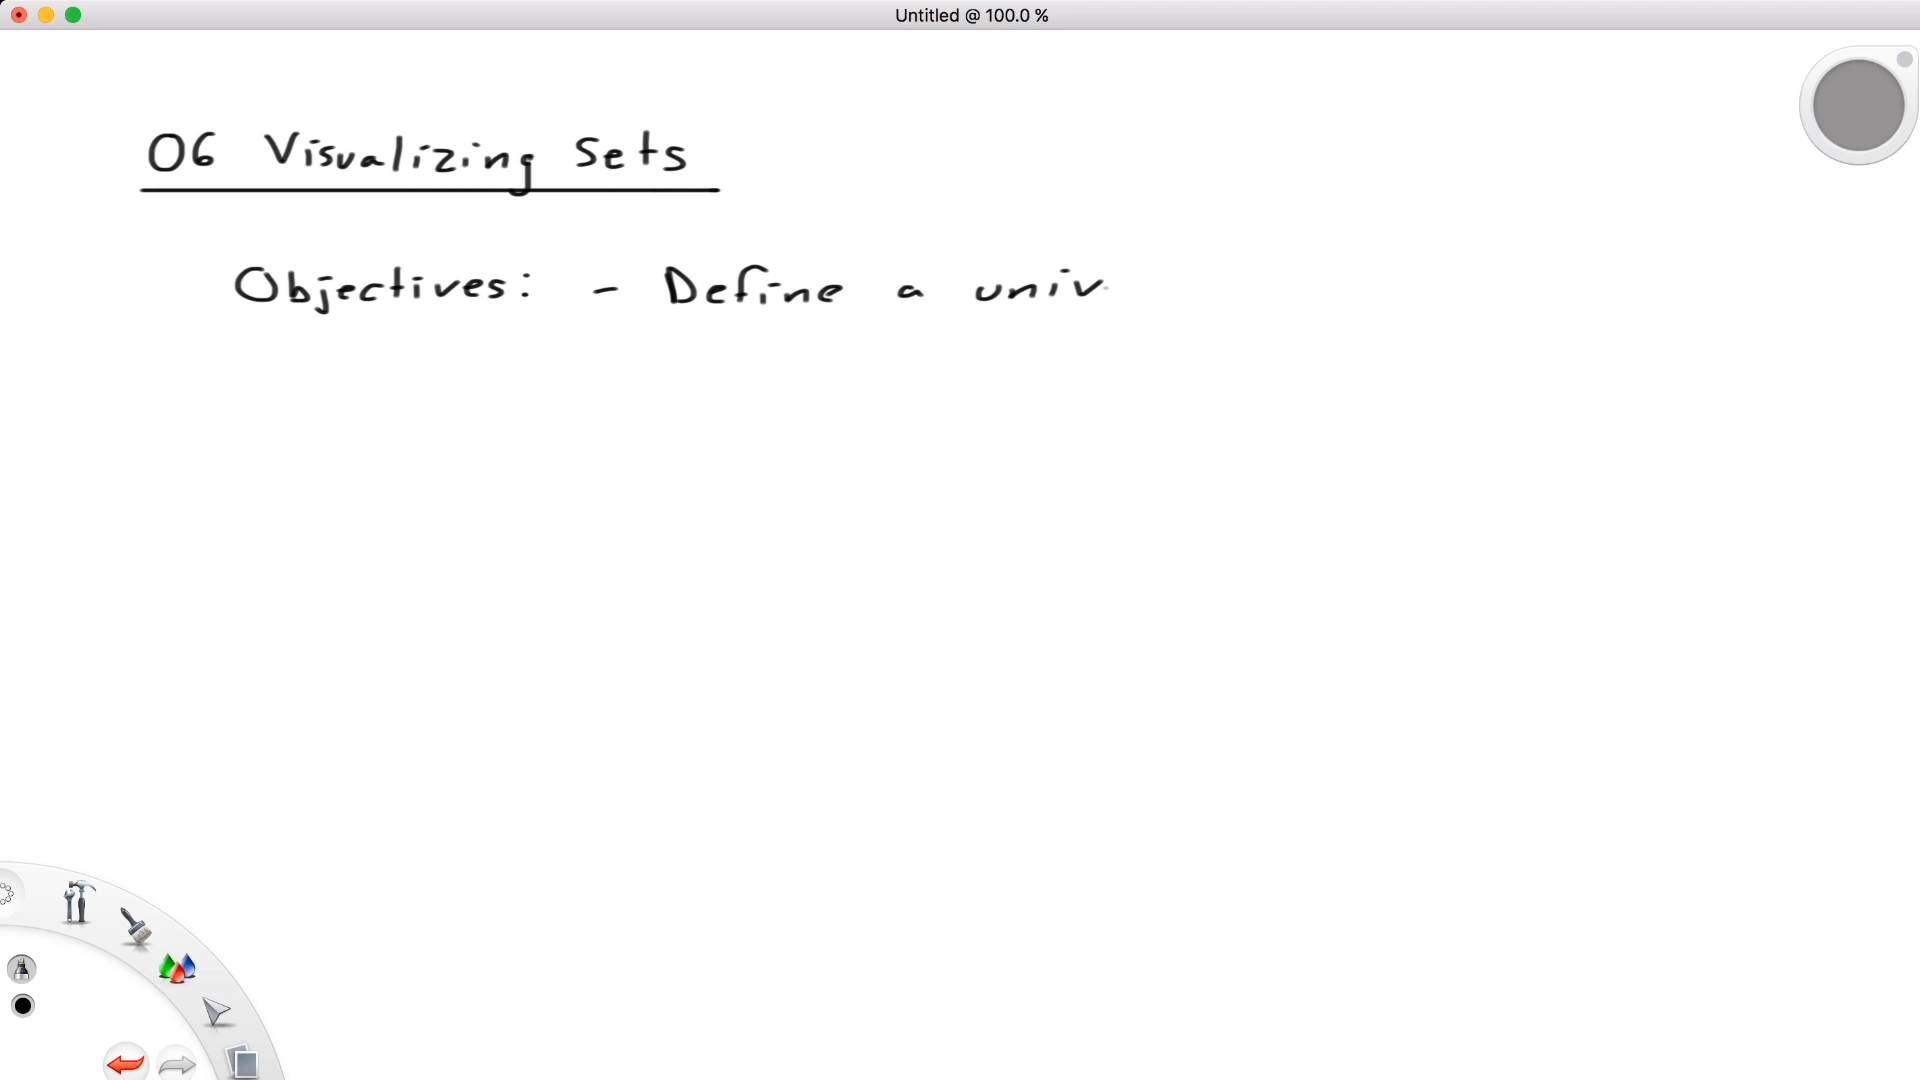 Untitled @ 100.0 %
06 Visualizing Sets
Objectives: - Define a univ